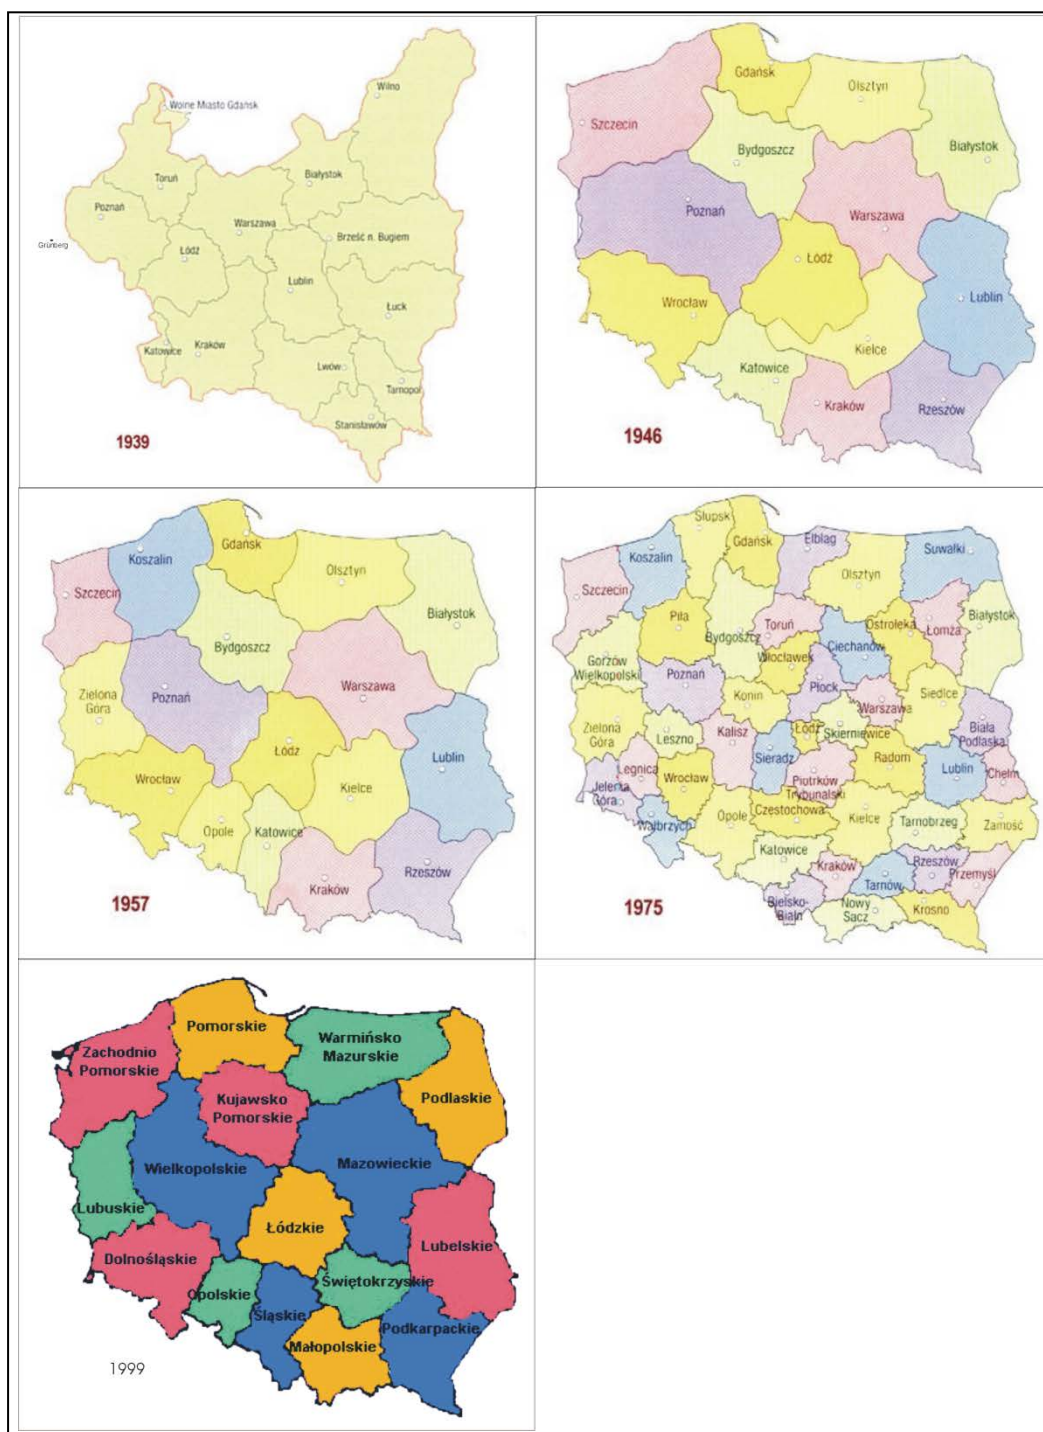 Wilno
Wolne Miasto Gdańsk
Białystok
Toruń
Poznań
Warszawa
Brześć n. Bugiem
Grünberg
Łódź
Lublin
Łuck
Katowice
Kraków
Lwów
Tarnopol
Stanisławów
1939
Gdańsk
Olsztyn
Szczecin
Bydgoszcz
Białystok
Poznań
Warszawa
Łódź
Wrocław
Lublin
Kielce
Katowice
Kraków
Rzeszów
1946
Koszalin
Gdańsk
Olsztyn
Szczecin
Białystok
Bydgoszcz
Zielona
Góra
Poznań
Warszawa
Łódź
Lublin
Wrocław
Kielce
Opole
Katowice
Kraków
Rzeszów
1957
Słupsk
Gdańsk
Elbląg
Koszalin
Suwałki
Szczecin
Olsztyn
Piła
Bydgoszcz
Toruń
Ostrołęka
Łomża
Białystok
Ciechanów
Gorzów
Wielkopolski
Włocławek
Poznań
Konin
Płock
Siedlce
Warszawa
Zielona
Góra
Leszno
Kalisz
Łódź
Skierniewice
Biała
Podlaska
Sieradz
Radom
Legnica
Wrocław
Piotrków
Trybunalski
Lublin
Chełm
Jelenia
Góra
Wałbrzych
Opole
Częstochowa
Kielce
Tarnobrzeg
Zamość
Katowice
Kraków
Rzeszów
Przemyśl
Tarnów
Bielsko-
Biała
Nowy
Sącz
Krosno
1975
Pomorskie
Warmińsko
Mazurskie
Zachodnio
Pomorskie
Kujawsko
Pomorskie
Podlaskie
Wielkopolskie
Mazowieckie
Lubuskie
Łódzkie
Dolnośląskie
Lubelskie
Opolskie
Świętokrzyskie
Śląskie
Podkarpackie
Małopolskie
1999